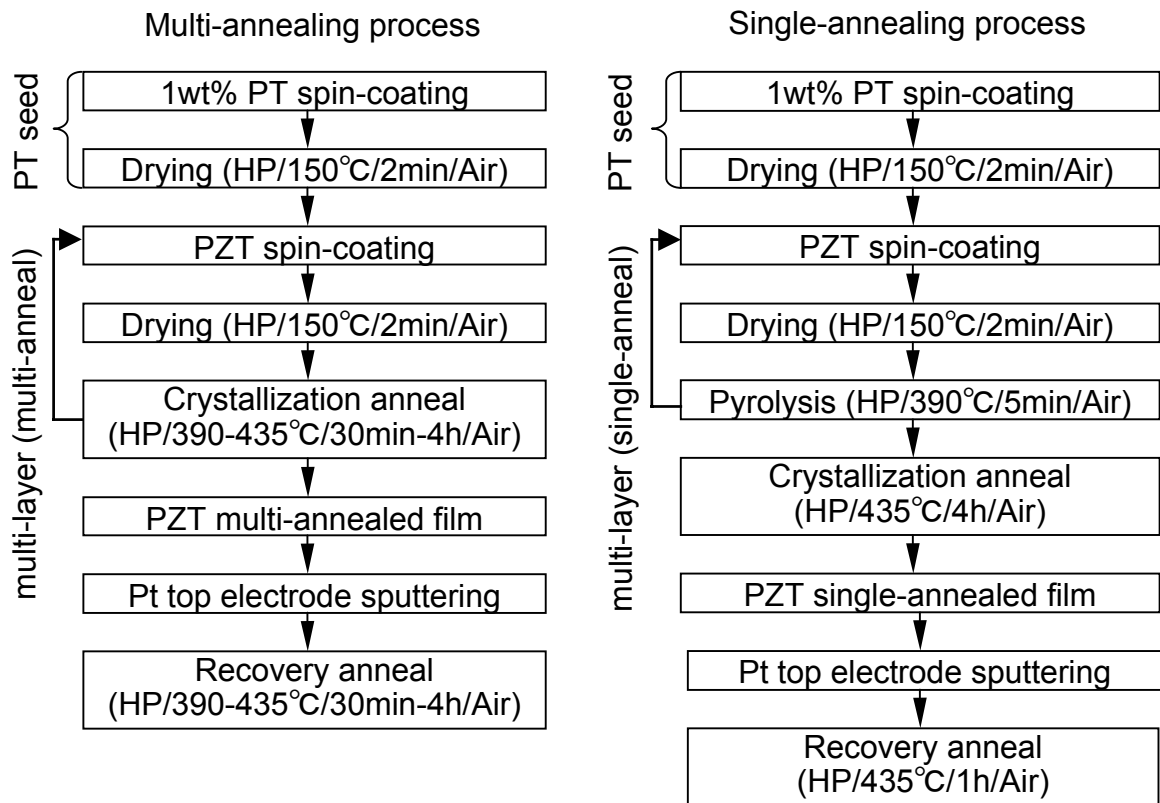 Multi-annealing process
PT seed
1wt% PT spin-coating
Drying (HP/150℃/2min/Air)
multi-layer (multi-anneal)
PZT spin-coating
Drying (HP/150℃/2min/Air)
Crystallization anneal
(HP/390-435℃/30min-4h/Air)
PZT multi-annealed film
Pt top electrode sputtering
Recovery anneal
(HP/390-435℃/30min-4h/Air)
Single-annealing process
PT seed
1wt% PT spin-coating
Drying (HP/150℃/2min/Air)
multi-layer (single-anneal)
PZT spin-coating
Drying (HP/150℃/2min/Air)
Pyrolysis (HP/390℃/5min/Air)
Crystallization anneal
(HP/435℃/4h/Air)
PZT single-annealed film
Pt top electrode sputtering
Recovery anneal
(HP/435℃/1h/Air)